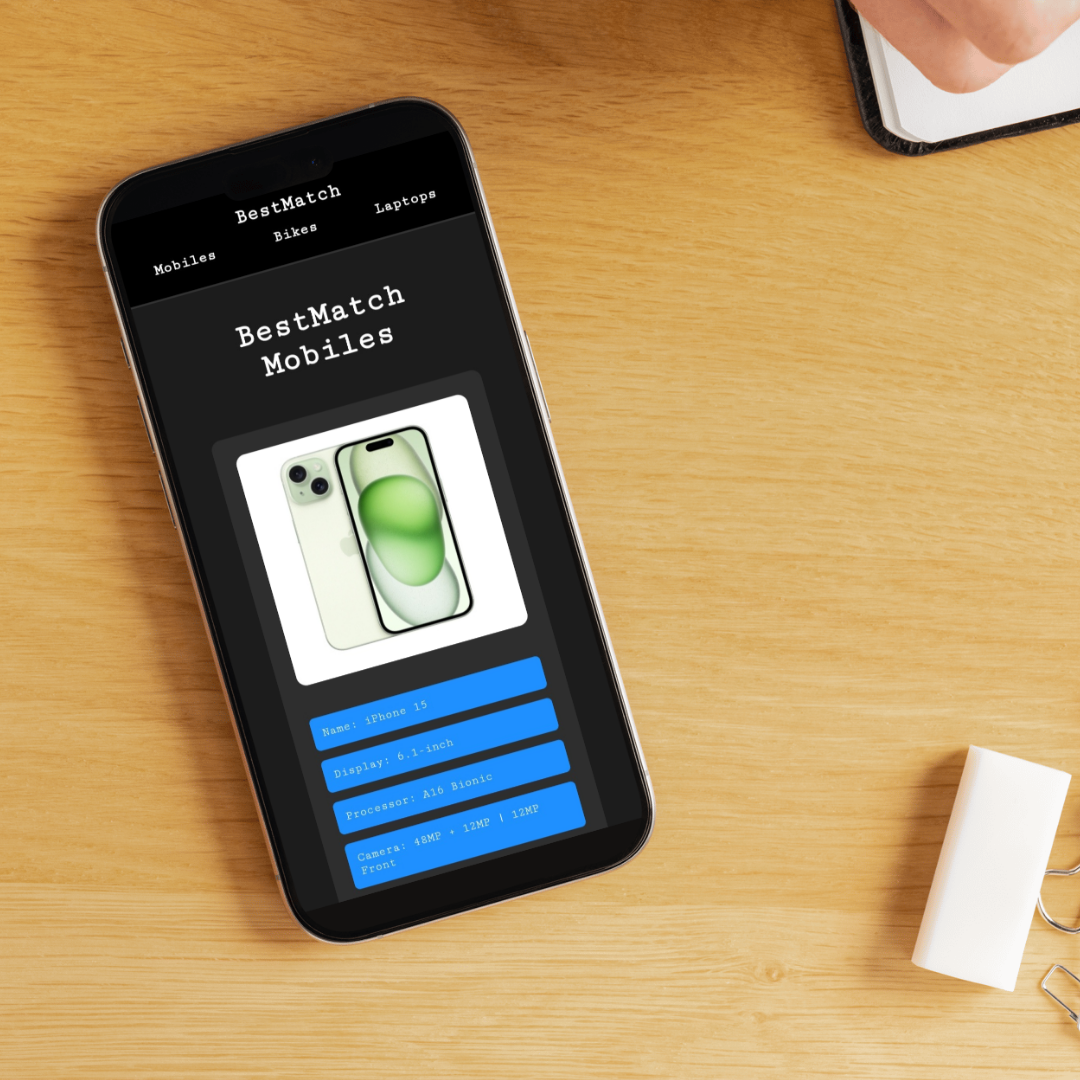 BestMatch
Mobiles Bikes Laptops
BestMatch
Mobiles
Name: iPhone 15
Display: 6.1-inch
Processor: A16 Bionic
Camera: 48MP + 12MP | 12MP
Front